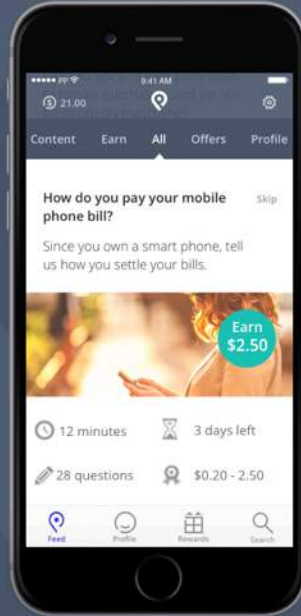 PP
9:41 AM
21.00
Content Earn All Offers Profile
How do you pay your mobile
phone bill?
Skip
Since you own a smart phone, tell
us how you settle your bills.
Earn
$2.50
12 minutes
3 days left
28 questions
$0.20 - 2.50
Feed Profile Rewards Search